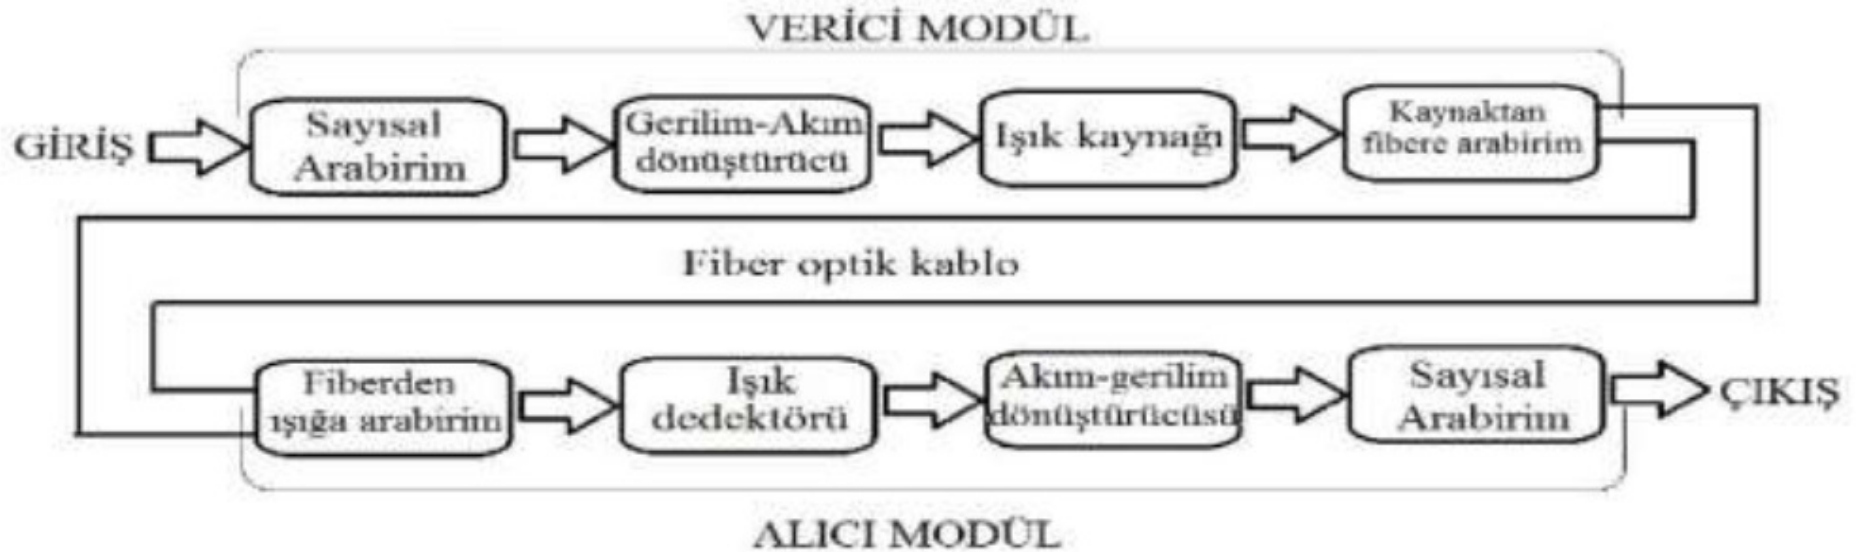 VERİCİ MODÜL
GİRİŞ
Sayısal
Arabirim
Gerilim-Akım
dönüştürücü
Işık kaynağı
Kaynaktan
fibere arabirim
Fiber optik kablo
Fiberden
ışığa arabirim
Işık
dedektörü
Akım-gerilim
dönüştürücüsü
Sayısal
Arabirim
ÇIKIŞ
ALICI MODÜL